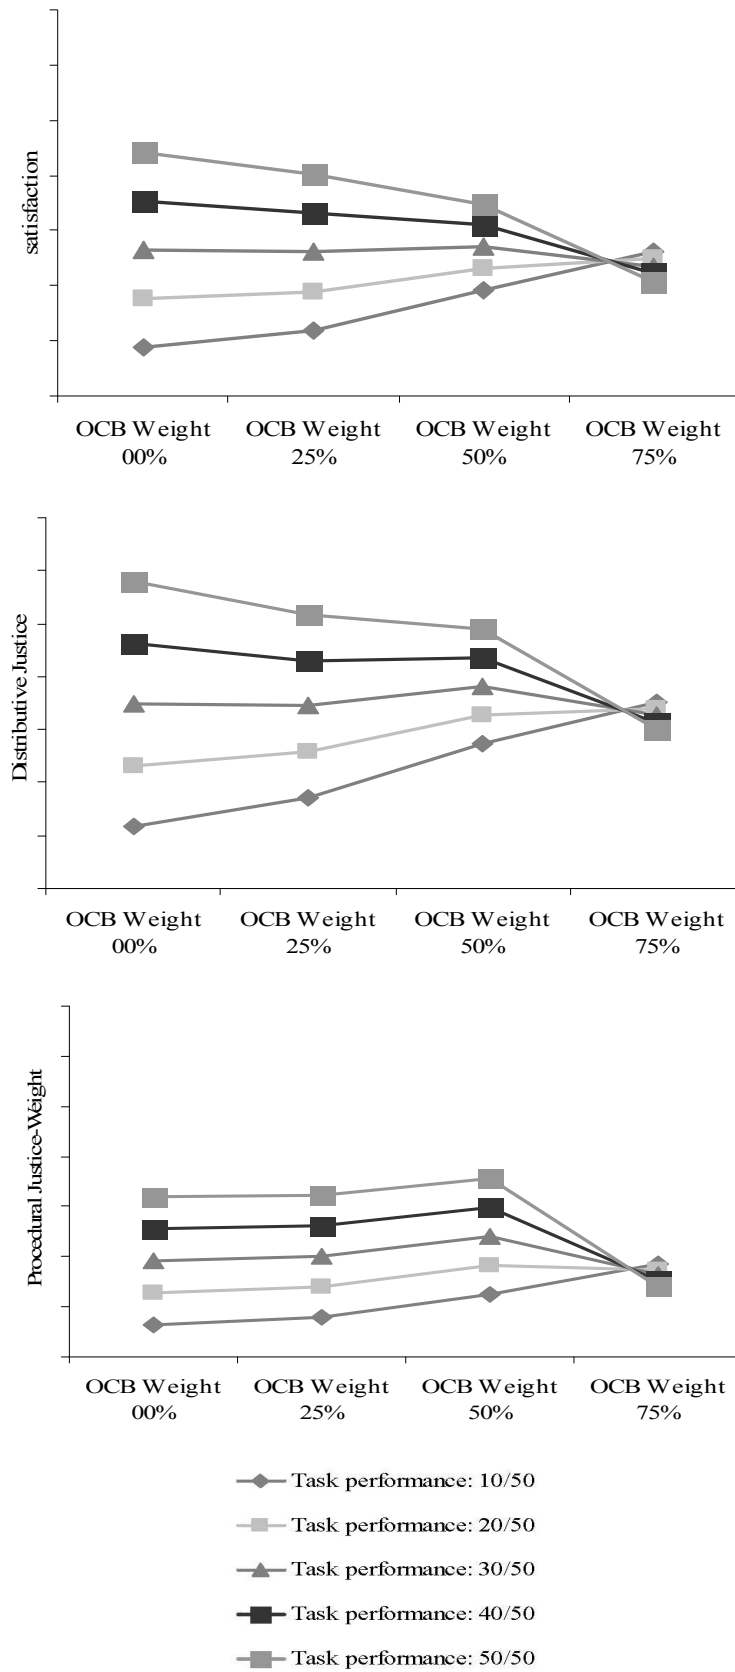 satisfaction
OCB Weight OCB Weight OCB Weight OCB Weight
00% 25% 50% 75%
Distributive Justice
OCB Weight OCB Weight OCB Weight OCB Weight
00% 25% 50% 75%
Procedural Justice-Weight
OCB Weight OCB Weight OCB Weight OCB Weight
00% 25% 50% 75%
Task performance: 10/50
Task performance: 20/50
Task performance: 30/50
Task performance: 40/50
Task performance: 50/50